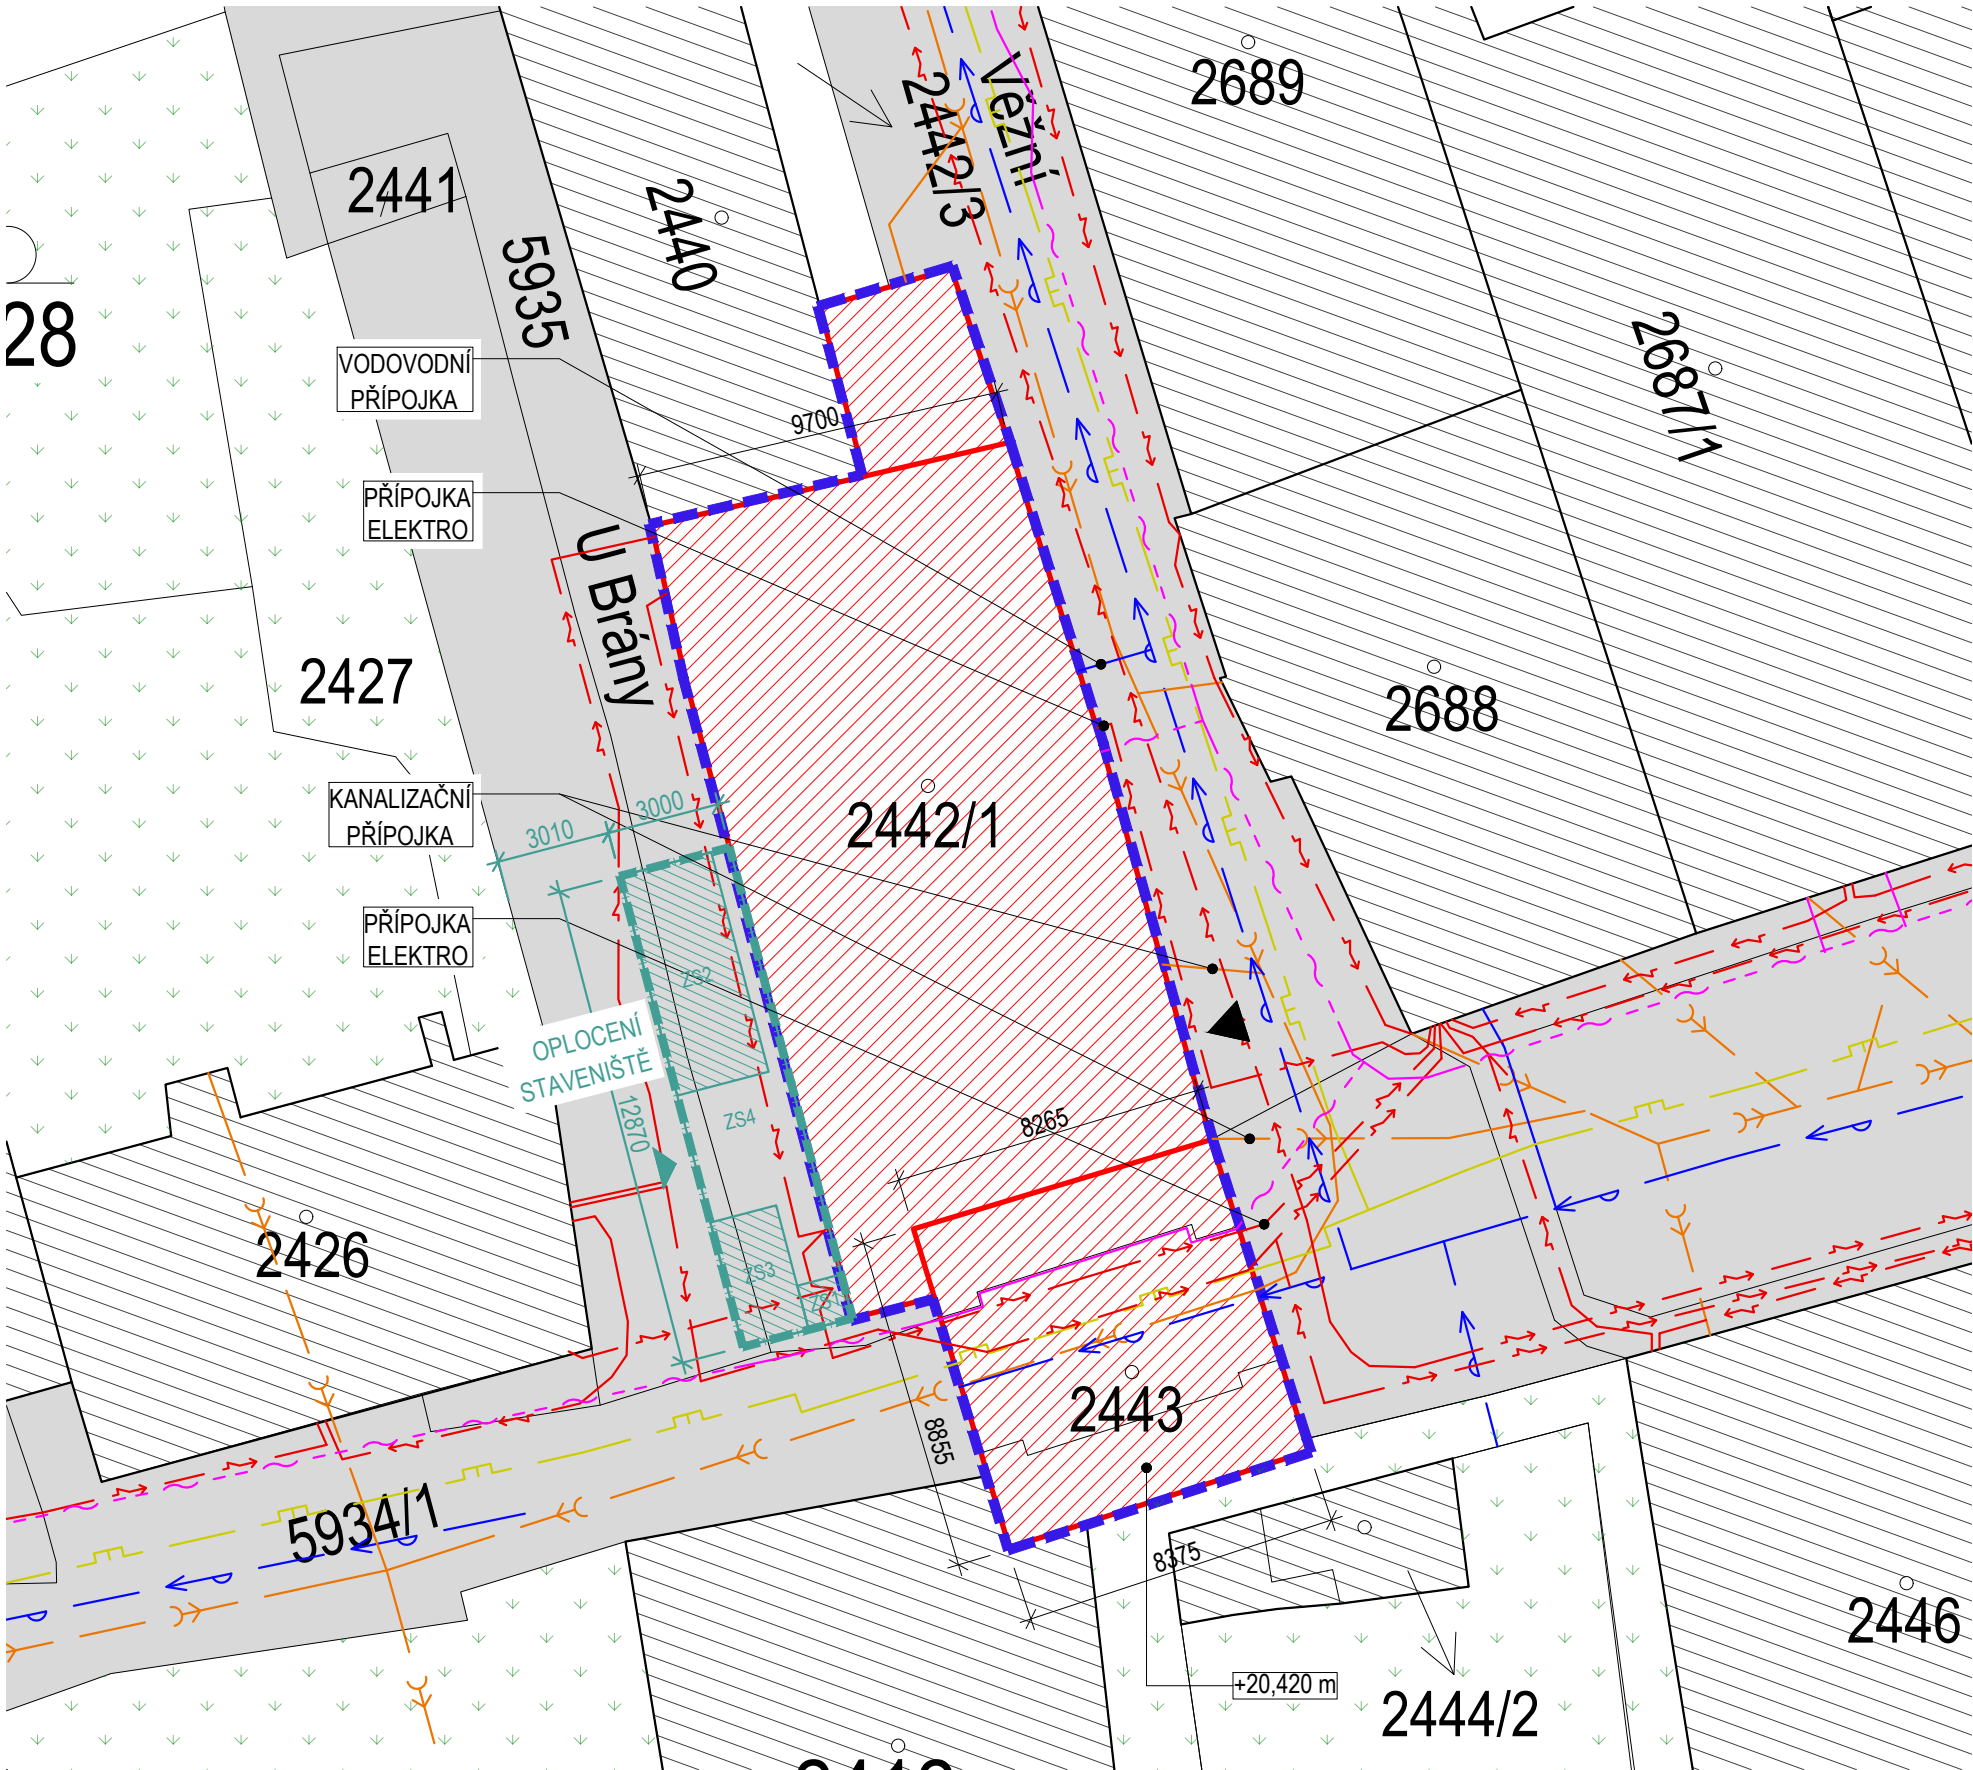 2689
Věžní
2442/3
2441
2440
5935
28
2687/1
VODOVODNÍ
PŘÍPOJKA
9700
PŘÍPOJKA
ELEKTRO
U Brány
2427
2688
KANALIZAČNÍ
PŘÍPOJKA
3010
3000
2442/1
PŘÍPOJKA
ELEKTRO
ZS2
OPLOCENÍ
STAVENIŠTĚ
12870
ZS4
8265
2426
ZS3
ZS1
2443
8855
5934/1
8375
2446
+20,420 m
2444/2